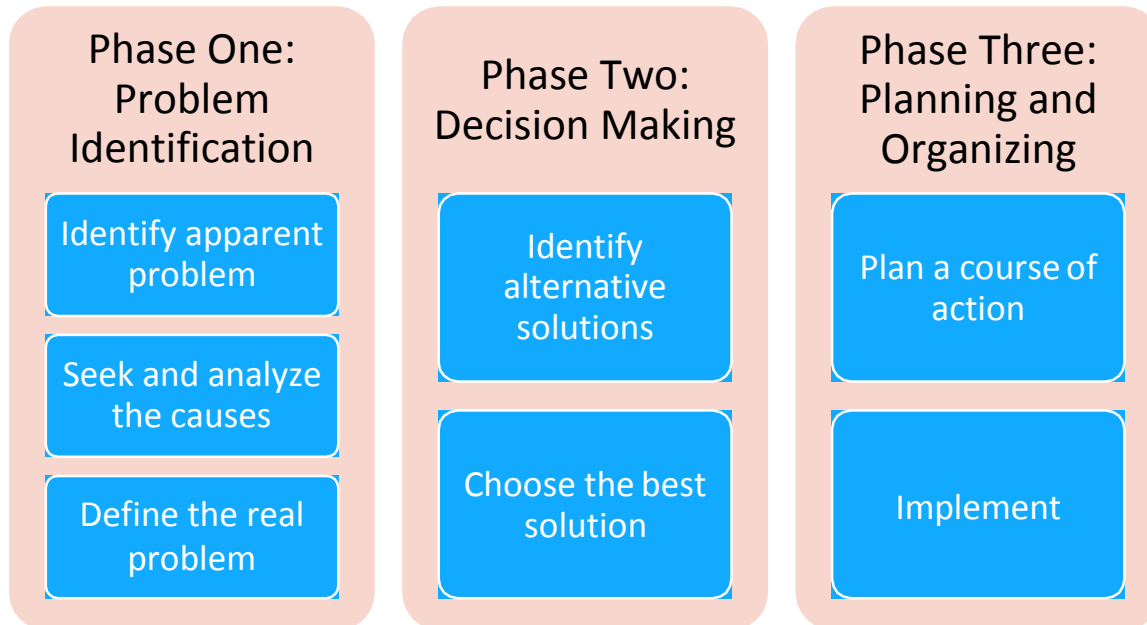 Phase One:
Problem
Identification
Identify apparent
problem
Seek and analyze
the causes
Define the real
problem
Phase Two:
Decision Making
Identify
alternative
solutions
Choose the best
solution
Phase Three:
Planning and
Organizing
Plan a course of
action
Implement